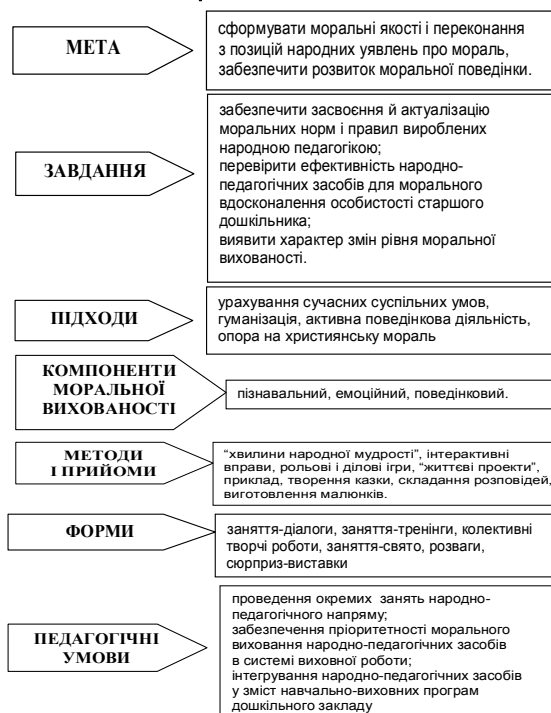 МЕТА
сформувати моральні якості і переконання
з позицій народних уявлень про мораль,
забезпечити розвиток моральної поведінки.
ЗАВДАННЯ
забезпечити засвоєння й актуалізацію
моральних норм і правил вироблених
народною педагогікою;
перевірити ефективність народно-
педагогічних засобів для морального
вдосконалення особистості старшого
дошкільника;
виявити характер змін рівня моральної
вихованості.
ПІДХОДИ
урахування сучасних суспільних умов,
гуманізація, активна поведінкова діяльність,
опора на християнську мораль
КОМПОНЕНТИ
МОРАЛЬНОЇ
ВИХОВАНОСТІ
пізнавальний, емоційний, поведінковий.
МЕТОДИ
І ПРИЙОМИ
“хвилини народної мудрості”, інтерактивні
вправи, рольові і ділові ігри, “життєві проекти”,
приклад, творення казки, складання розповідей,
виготовлення малюнків.
ФОРМИ
заняття-діалоги, заняття-тренінги, колективні
творчі роботи, заняття-свято, розваги,
сюрприз-виставки
ПЕДАГОГІЧНІ
УМОВИ
проведення окремих занять народно-
педагогічного напряму;
забезпечення пріоритетності морального
виховання народно-педагогічних засобів
в системі виховної роботи;
інтегрування народно-педагогічних засобів
у зміст навчально-виховних програм
дошкільного закладу